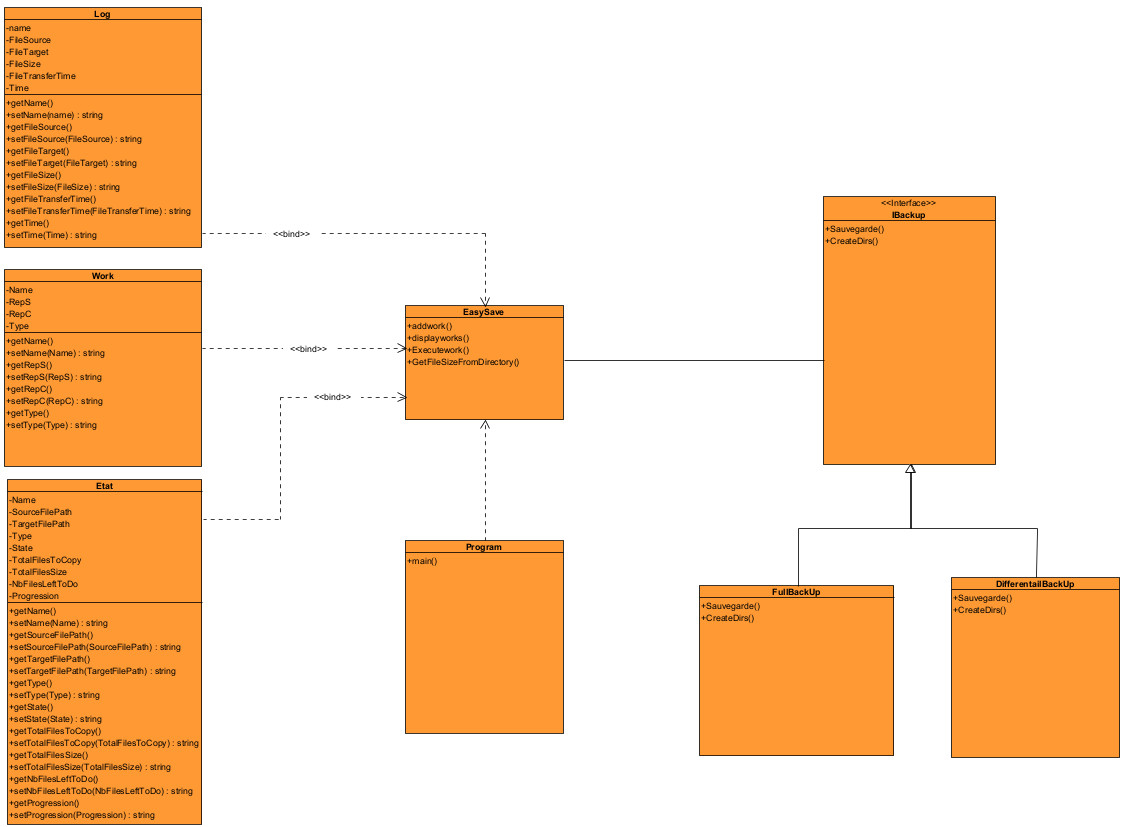 Log
-name
-FileSource
-FileTarget
-FileSize
-FileTransferTime
-Time
+getName()
+setName(name) : string
+getFileSource()
+setFileSource(FileSource) : string
+getFileTarget()
+setFileTarget(FileTarget) : string
+getFileSize()
+setFileSize(FileSize) : string
+getFileTransferTime()
+setFileTransferTime(FileTransferTime) : string
+getTime()
+setTime(Time) : string
<<bind>>
Work
-Name
-RepS
-RepC
-Type
+getName()
+setName(Name) : string
+getRepS()
+setRepS(RepS) : string
+getRepC()
+setRepC(RepC) : string
+getType()
+setType(Type) : string
<<bind>>
<<bind>>
Etat
-Name
-SourceFilePath
-TargetFilePath
-Type
-State
-TotalFilesToCopy
-TotalFilesSize
-NbFilesLeftToDo
-Progression
+getName()
+setName(Name) : string
+getSourceFilePath()
+setSourceFilePath(SourceFilePath) : string
+getTargetFilePath()
+setTargetFilePath(TargetFilePath) : string
+getType()
+setType(Type) : string
+getState()
+setState(State) : string
+getTotalFilesToCopy()
+setTotalFilesToCopy(TotalFilesToCopy) : string
+getTotalFilesSize()
+setTotalFilesSize(TotalFilesSize) : string
+getNbFilesLeftToDo()
+setNbFilesLeftToDo(NbFilesLeftToDo) : string
+getProgression()
+setProgression(Progression) : string
EasySave
+addwork()
+displayworks()
+Executework()
+GetFileSizeFromDirectory()
Program
+main()
<<Interface>>
IBackup
+Sauvegarde()
+CreateDirs()
FullBackUp
+Sauvegarde()
+CreateDirs()
DifferentailBackUp
+Sauvegarde()
+CreateDirs()